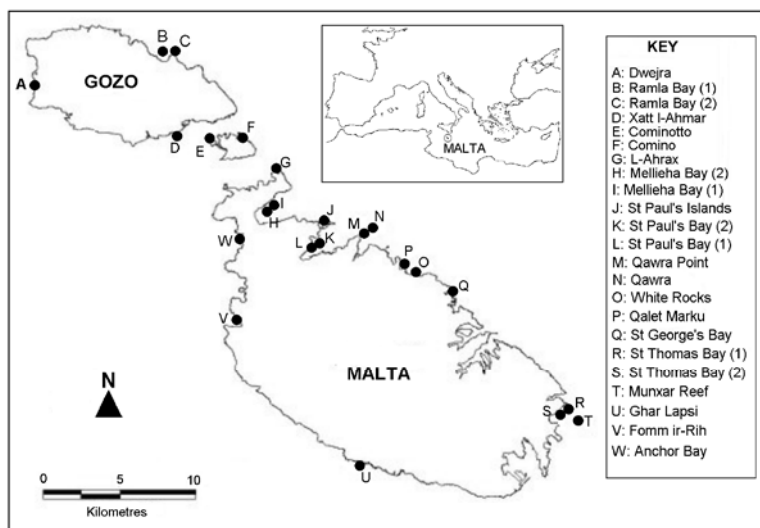 B C
A
GOZO
D
E
F
G
H
I
J
K
L
M
N
P
O
Q
W
V
MALTA
R
S
T
U
N
0 5 10
Kilometres
MALTA
KEY
A: Dwejra
B: Ramla Bay (1)
C: Ramla Bay (2)
D: Xatt l-Ahmar
E: Cominotto
F: Comino
G: L-Ahrax
H: Mellieha Bay (2)
I: Mellieha Bay (1)
J: St Paul's Islands
K: St Paul's Bay (2)
L: St Paul's Bay (1)
M: Qawra Point
N: Qawra
O: White Rocks
P: Qalet Marku
Q: St George's Bay
R: St Thomas Bay (1)
S: St Thomas Bay (2)
T: Munxar Reef
U: Ghar Lapsi
V: Fomm ir-Rih
W: Anchor Bay